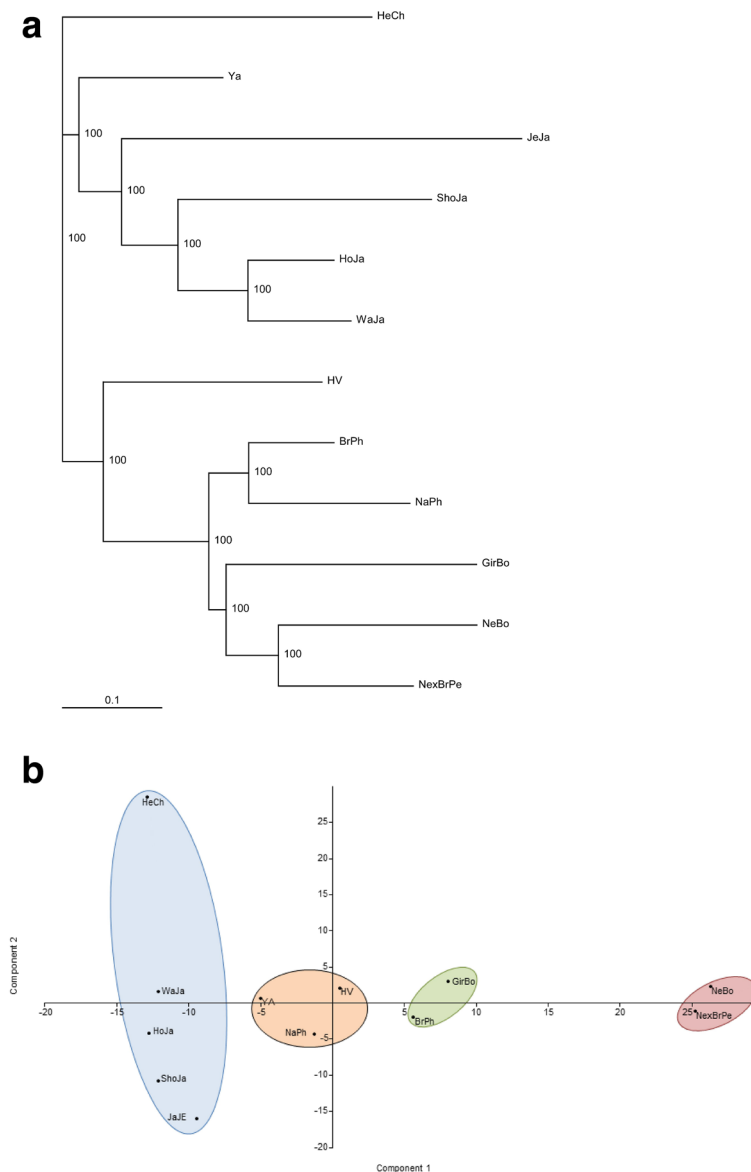 a
HeCh
Ya
100
JeJa
100
ShoJa
100
100
HoJa
100
WaJa
HV
BrPh
100
100
NaPh
100
GirBo
100
NeBo
100
NexBrPe
0.1
b
HeCh
25
20
15
10
5
WaJa
HV
GirBo
NeBo
YA
-20 -15 -10 -5 5 10 15 20 25
BrPh
NexBrPe
HoJa
NaPh
-5
ShoJa
-10
JaJE
-15
-20
Component 2
Component 1